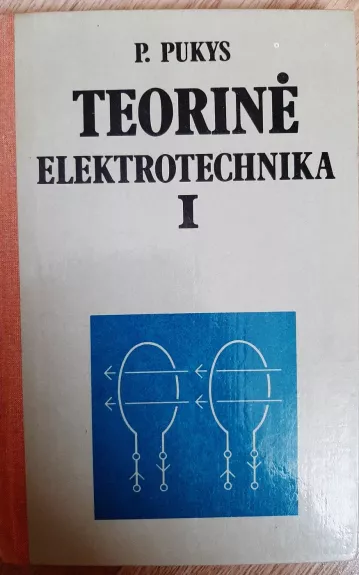 P. PUKYS
TEORINĖ
ELEKTROTECHNIKA
I